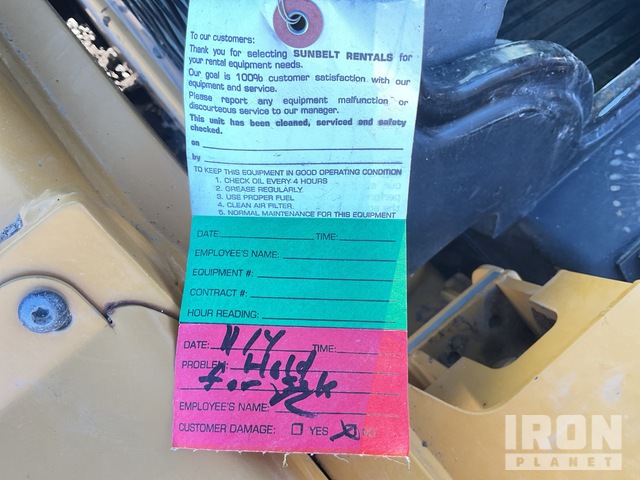 To our customers:
Thank you for selecting SUNBELT RENTALS for
your rental equipment needs.
Our goal is 100% customer satisfaction with our
equipment and service.
Please report any equipment malfunction or
discourteous service to our manager.
This unit has been cleaned, serviced and safety
checked.
on
by
TO KEEP THIS EQUIPMENT IN GOOD OPERATING CONDITION
1. CHECK OIL EVERY 4 HOURS
2. GREASE REGULARLY
3. USE PROPER FUEL
4. CLEAN AIR FILTER
5. NORMAL MAINTENANCE FOR THIS EQUIPMENT
DATE: TIME:
EMPLOYEE'S NAME:
EQUIPMENT #:
CONTRACT #:
HOUR READING:
DATE: 11/14 TIME:
PROBLEM: Hold
for Sale
EMPLOYEE'S NAME:
CUSTOMER DAMAGE: YES NO
IRON
PLANET